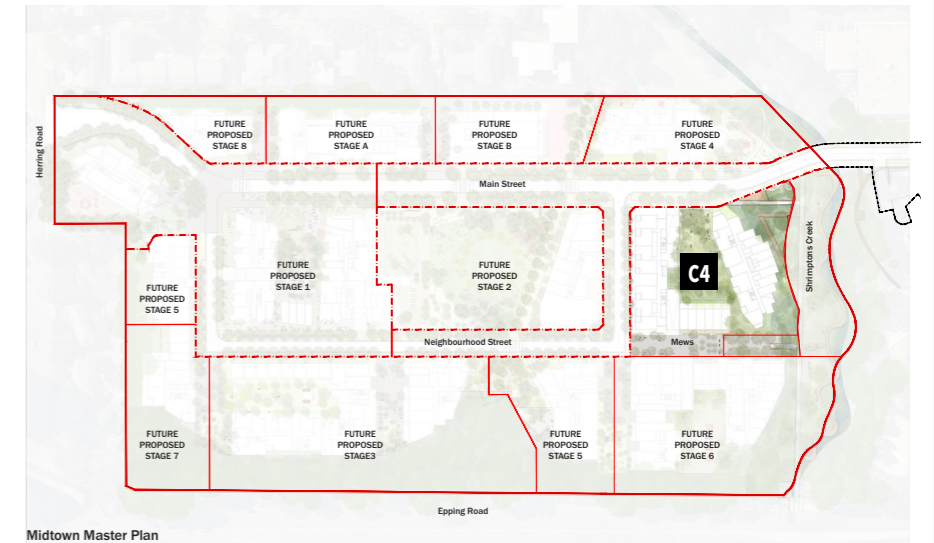 FUTURE
PROPOSED
STAGE 8
FUTURE
PROPOSED
STAGE A
FUTURE
PROPOSED
STAGE B
FUTURE
PROPOSED
STAGE 4
Herring Road
Main Street
FUTURE
PROPOSED
STAGE 1
FUTURE
PROPOSED
STAGE 2
C4
Shrimptons Creek
FUTURE
PROPOSED
STAGE 5
Neighbourhood Street
Mews
FUTURE
PROPOSED
STAGE 7
FUTURE
PROPOSED
STAGE3
FUTURE
PROPOSED
STAGE 5
FUTURE
PROPOSED
STAGE 6
Epping Road
Midtown Master Plan